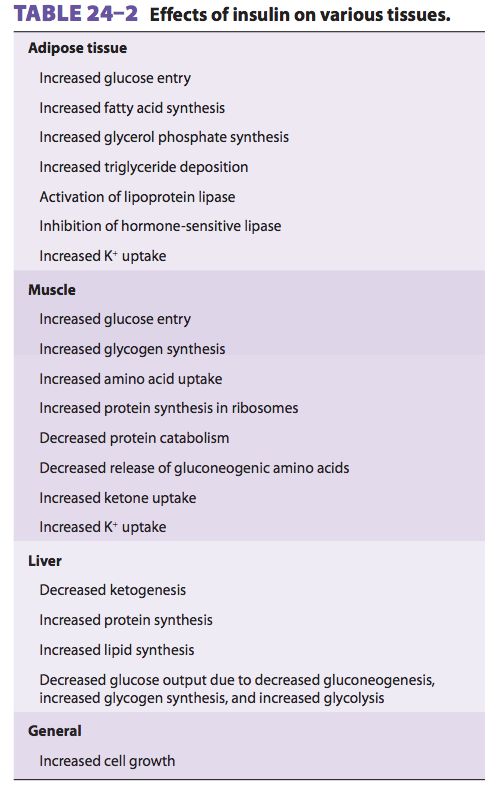 TABLE 24–2 Effects of insulin on various tissues.
Adipose tissue
Increased glucose entry
Increased fatty acid synthesis
Increased glycerol phosphate synthesis
Increased triglyceride deposition
Activation of lipoprotein lipase
Inhibition of hormone-sensitive lipase
Increased K⁺ uptake
Muscle
Increased glucose entry
Increased glycogen synthesis
Increased amino acid uptake
Increased protein synthesis in ribosomes
Decreased protein catabolism
Decreased release of gluconeogenic amino acids
Increased ketone uptake
Increased K⁺ uptake
Liver
Decreased ketogenesis
Increased protein synthesis
Increased lipid synthesis
Decreased glucose output due to decreased gluconeogenesis,
increased glycogen synthesis, and increased glycolysis
General
Increased cell growth